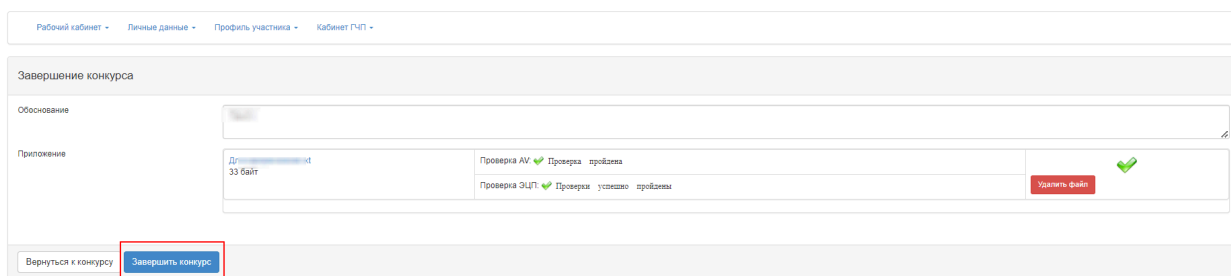 Рабочий кабинет Личные данные Профиль участника Кабинет ГЧП
Завершение конкурса
Обоснование
Приложение
33 байт
Проверка AV: Проверка пройдена
Проверка ЭЦП: Проверки успешно пройдены
Удалить файл
Вернуться к конкурсу Завершить конкурс